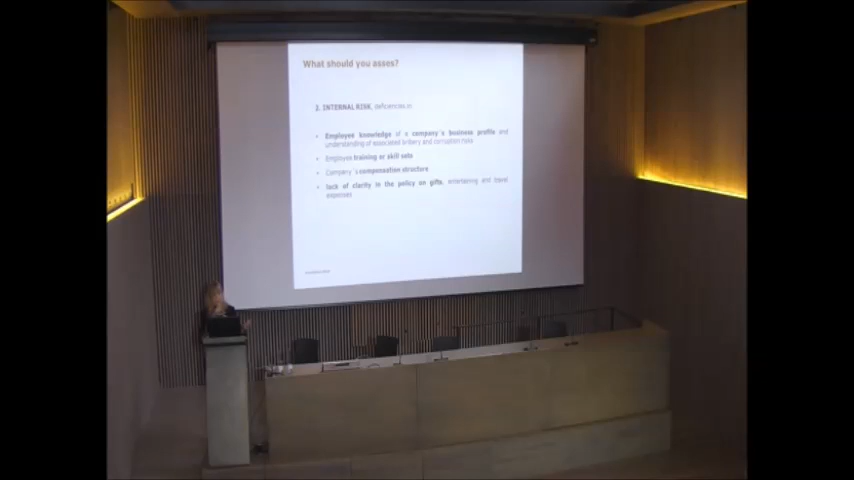 What should you asses?
2. INTERNAL RISK, deficiencies in
• Employee knowledge of a company´s business profile and
understanding of associated bribery and corruption risks
• Employee training or skill sets
• Company´s compensation structure
• lack of clarity in the policy on gifts, entertaining and travel
expenses